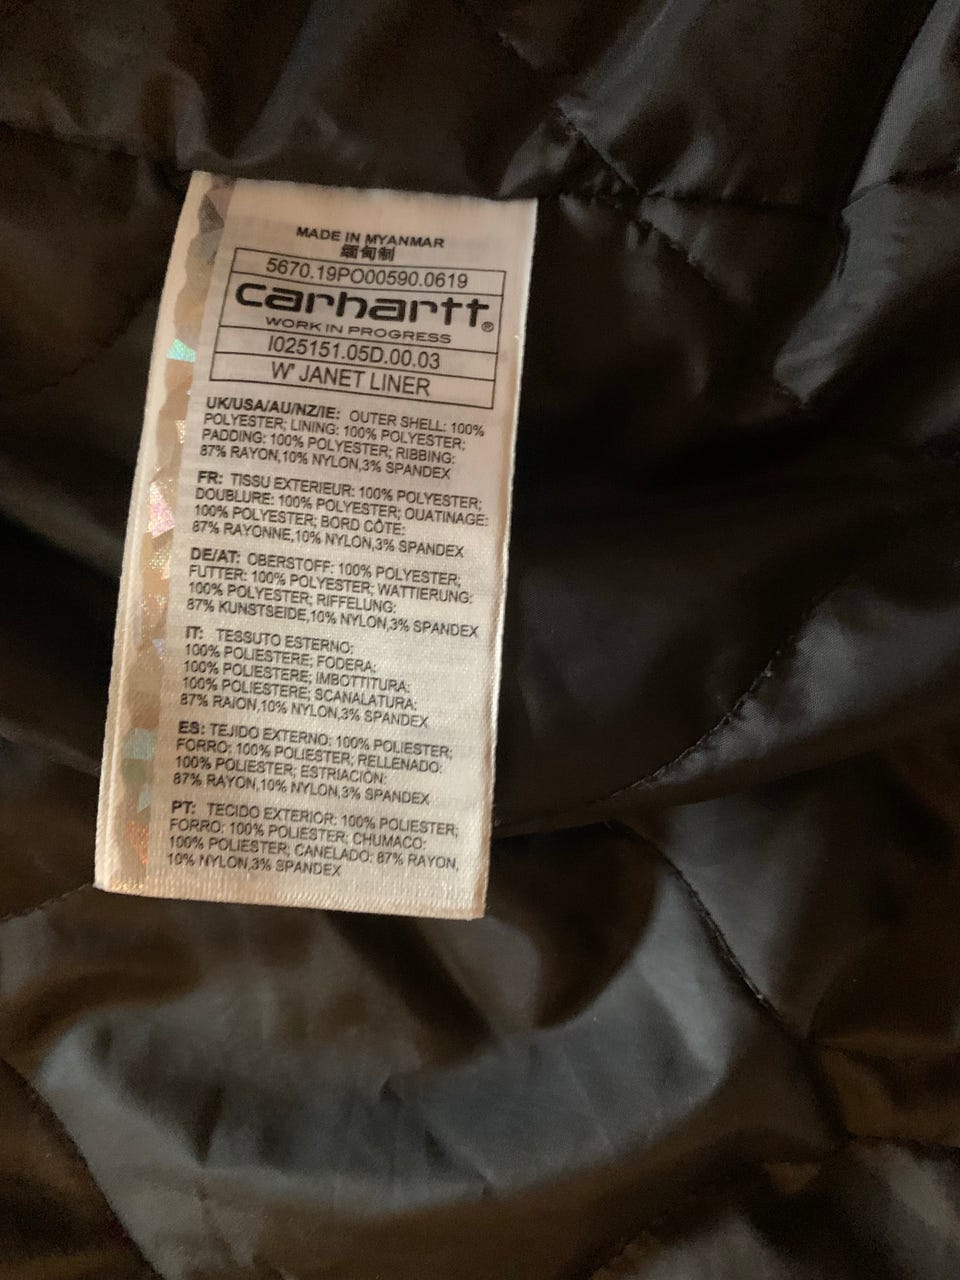 MADE IN MYANMAR
缅甸制
5670.19PO00590.0619
carhartt®
WORK IN PROGRESS
I025151.05D.00.03
W' JANET LINER
UK/USA/AU/NZ/IE: OUTER SHELL: 100%
POLYESTER; LINING: 100% POLYESTER;
PADDING: 100% POLYESTER; RIBBING:
87% RAYON,10% NYLON,3% SPANDEX
FR: TISSU EXTERIEUR: 100% POLYESTER;
DOUBLURE: 100% POLYESTER; OUATINAGE:
100% POLYESTER; BORD CÔTE:
87% RAYONNE,10% NYLON,3% SPANDEX
DE/AT: OBERSTOFF: 100% POLYESTER;
FUTTER: 100% POLYESTER; WATTIERUNG:
100% POLYESTER; RIFFELUNG:
87% KUNSTSEIDE,10% NYLON,3% SPANDEX
IT: TESSUTO ESTERNO:
100% POLIESTERE; FODERA:
100% POLIESTERE; IMBOTTITURA:
100% POLIESTERE; SCANALATURA:
87% RAION,10% NYLON,3% SPANDEX
ES: TEJIDO EXTERNO: 100% POLIESTER;
FORRO: 100% POLIESTER; RELLENADO:
100% POLIESTER; ESTRIACIÓN:
87% RAYON,10% NYLON,3% SPANDEX
PT: TECIDO EXTERIOR: 100% POLIESTER;
FORRO: 100% POLIESTER; CHUMACO:
100% POLIESTER; CANELADO: 87% RAYON,
10% NYLON,3% SPANDEX